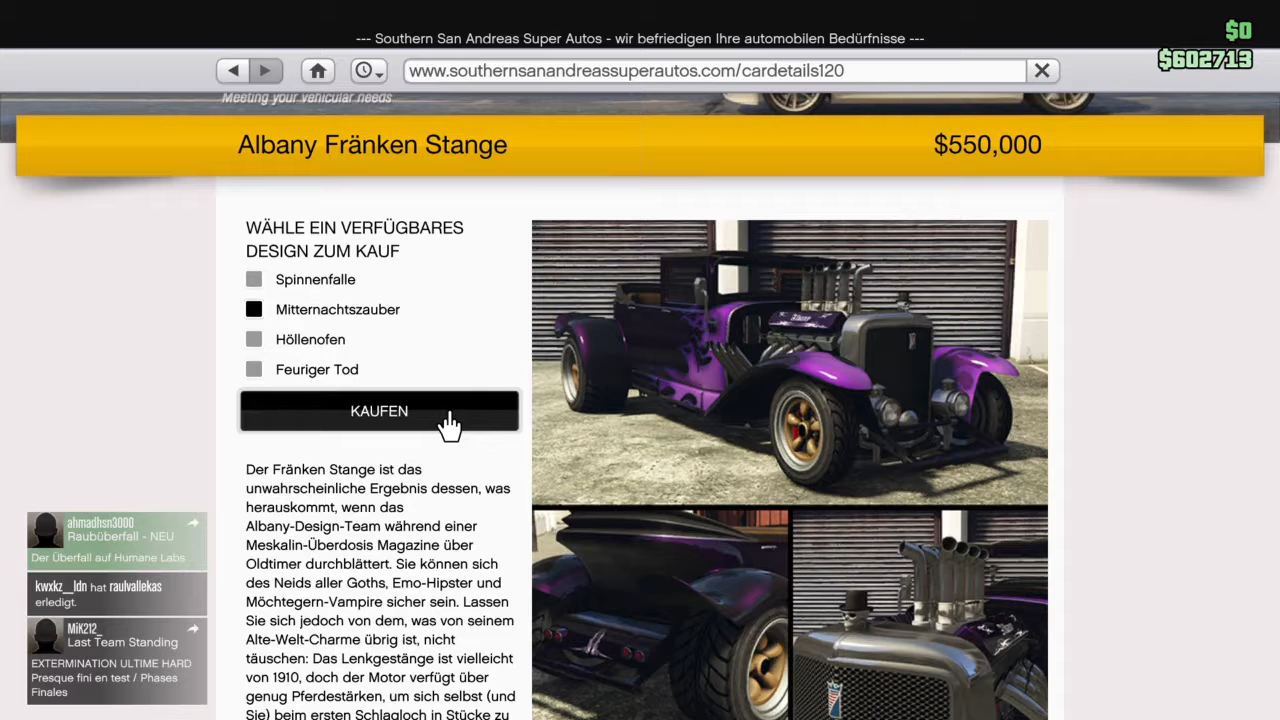 --- Southern San Andreas Super Autos - wir befriedigen Ihre automobilen Bedürfnisse ---
$0
$602713
www.southernsanandreassuperautos.com/cardetails120
Meeting your vehicular needs
Albany Fränken Stange
$550,000
WÄHLE EIN VERFÜGBARES
DESIGN ZUM KAUF
Spinnenfalle
Mitternachtszauber
Höllenofen
Feuriger Tod
KAUFEN
Der Fränken Stange ist das
unwahrscheinliche Ergebnis dessen, was
herauskommt, wenn das
Albany-Design-Team während einer
Meskalin-Überdosis Magazine über
Oldtimer durchblättert. Sie können sich
des Neids aller Goths, Emo-Hipster und
Möchtegern-Vampire sicher sein. Lassen
Sie sich jedoch von dem, was von seinem
Alte-Welt-Charme übrig ist, nicht
täuschen: Das Lenkgestänge ist vielleicht
von 1910, doch der Motor verfügt über
genug Pferdestärken, um sich selbst (und
Sie) beim ersten Schlagloch in Stücke zu
ahmadhsn3000
Raubüberfall - NEU
Der Überfall auf Humane Labs
kwxkz__ldn hat raulvallekas
erledigt.
MiK212_
Last Team Standing
EXTERMINATION ULTIME HARD
Presque fini en test / Phases
Finales